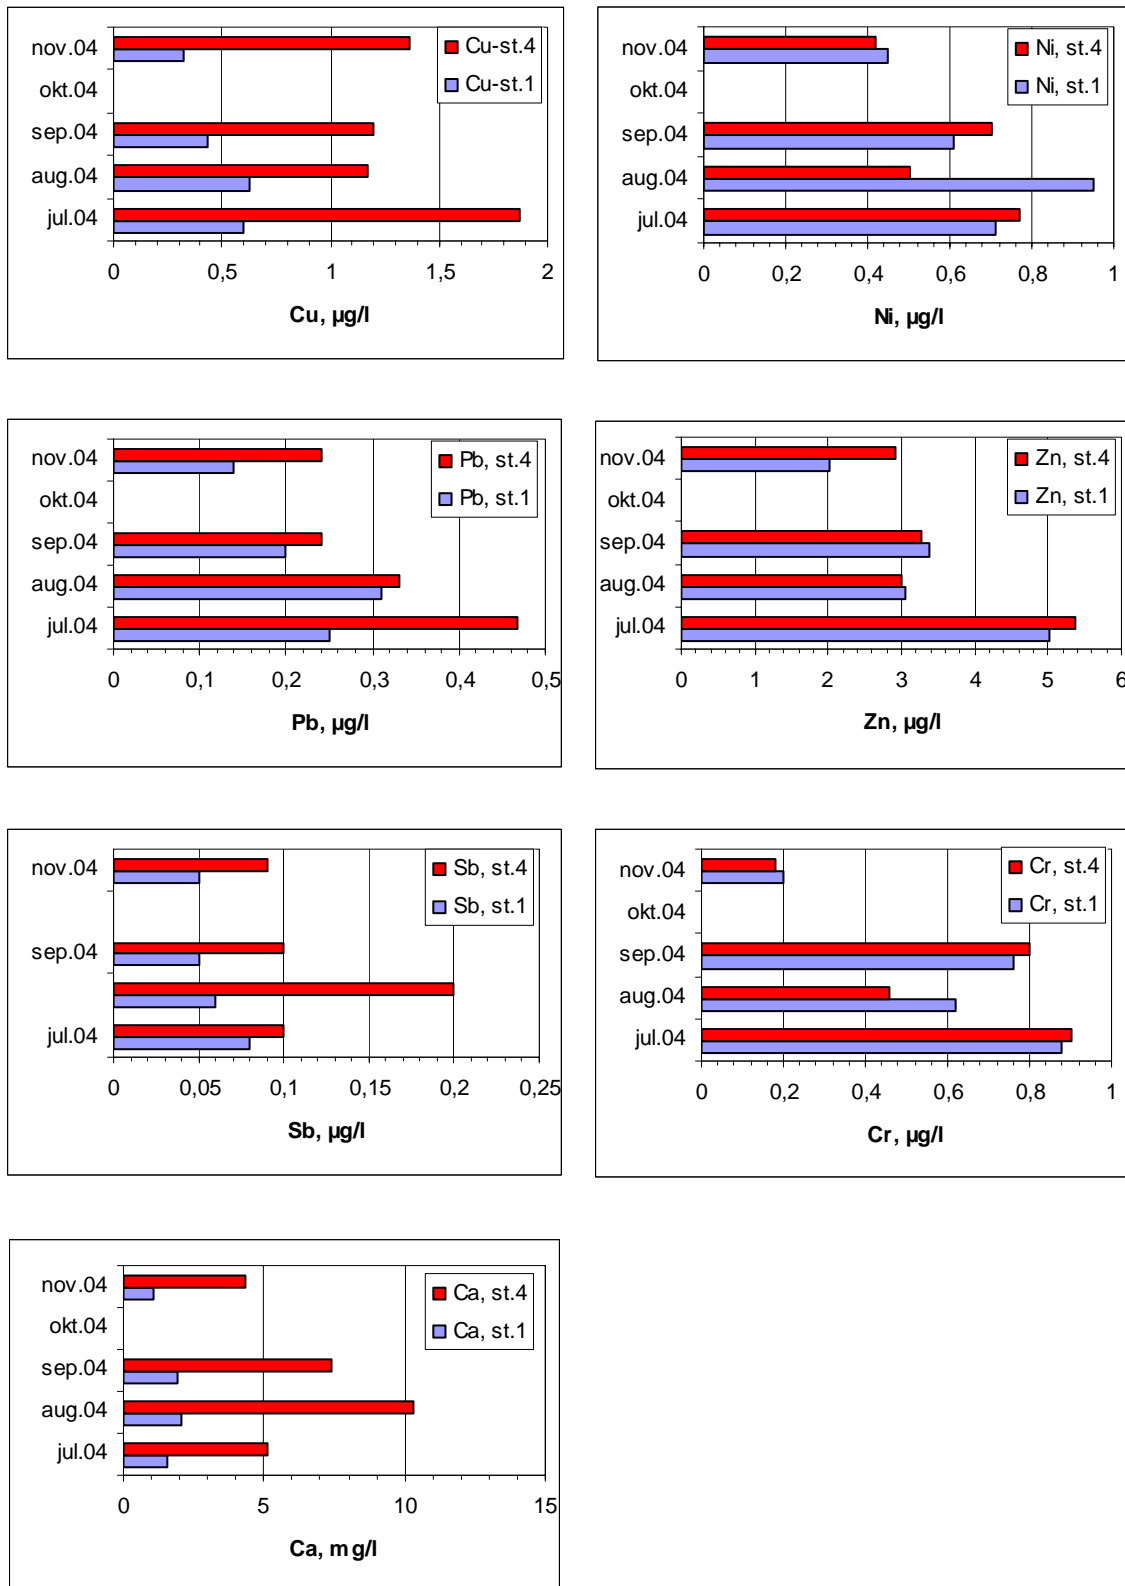 nov.04
okt.04
sep.04
aug.04
jul.04
Cu-st.4
Cu-st.1
0 0,5 1 1,5 2
Cu, µg/l
nov.04
okt.04
sep.04
aug.04
jul.04
Ni, st.4
Ni, st.1
0 0,2 0,4 0,6 0,8 1
Ni, µg/l
nov.04
okt.04
sep.04
aug.04
jul.04
Pb, st.4
Pb, st.1
0 0,1 0,2 0,3 0,4 0,5
Pb, µg/l
nov.04
okt.04
sep.04
aug.04
jul.04
Zn, st.4
Zn, st.1
0 1 2 3 4 5 6
Zn, µg/l
nov.04
sep.04
jul.04
Sb, st.4
Sb, st.1
0 0,05 0,1 0,15 0,2 0,25
Sb, µg/l
nov.04
okt.04
sep.04
aug.04
jul.04
Cr, st.4
Cr, st.1
0 0,2 0,4 0,6 0,8 1
Cr, µg/l
nov.04
okt.04
sep.04
aug.04
jul.04
Ca, st.4
Ca, st.1
0 5 10 15
Ca, mg/l